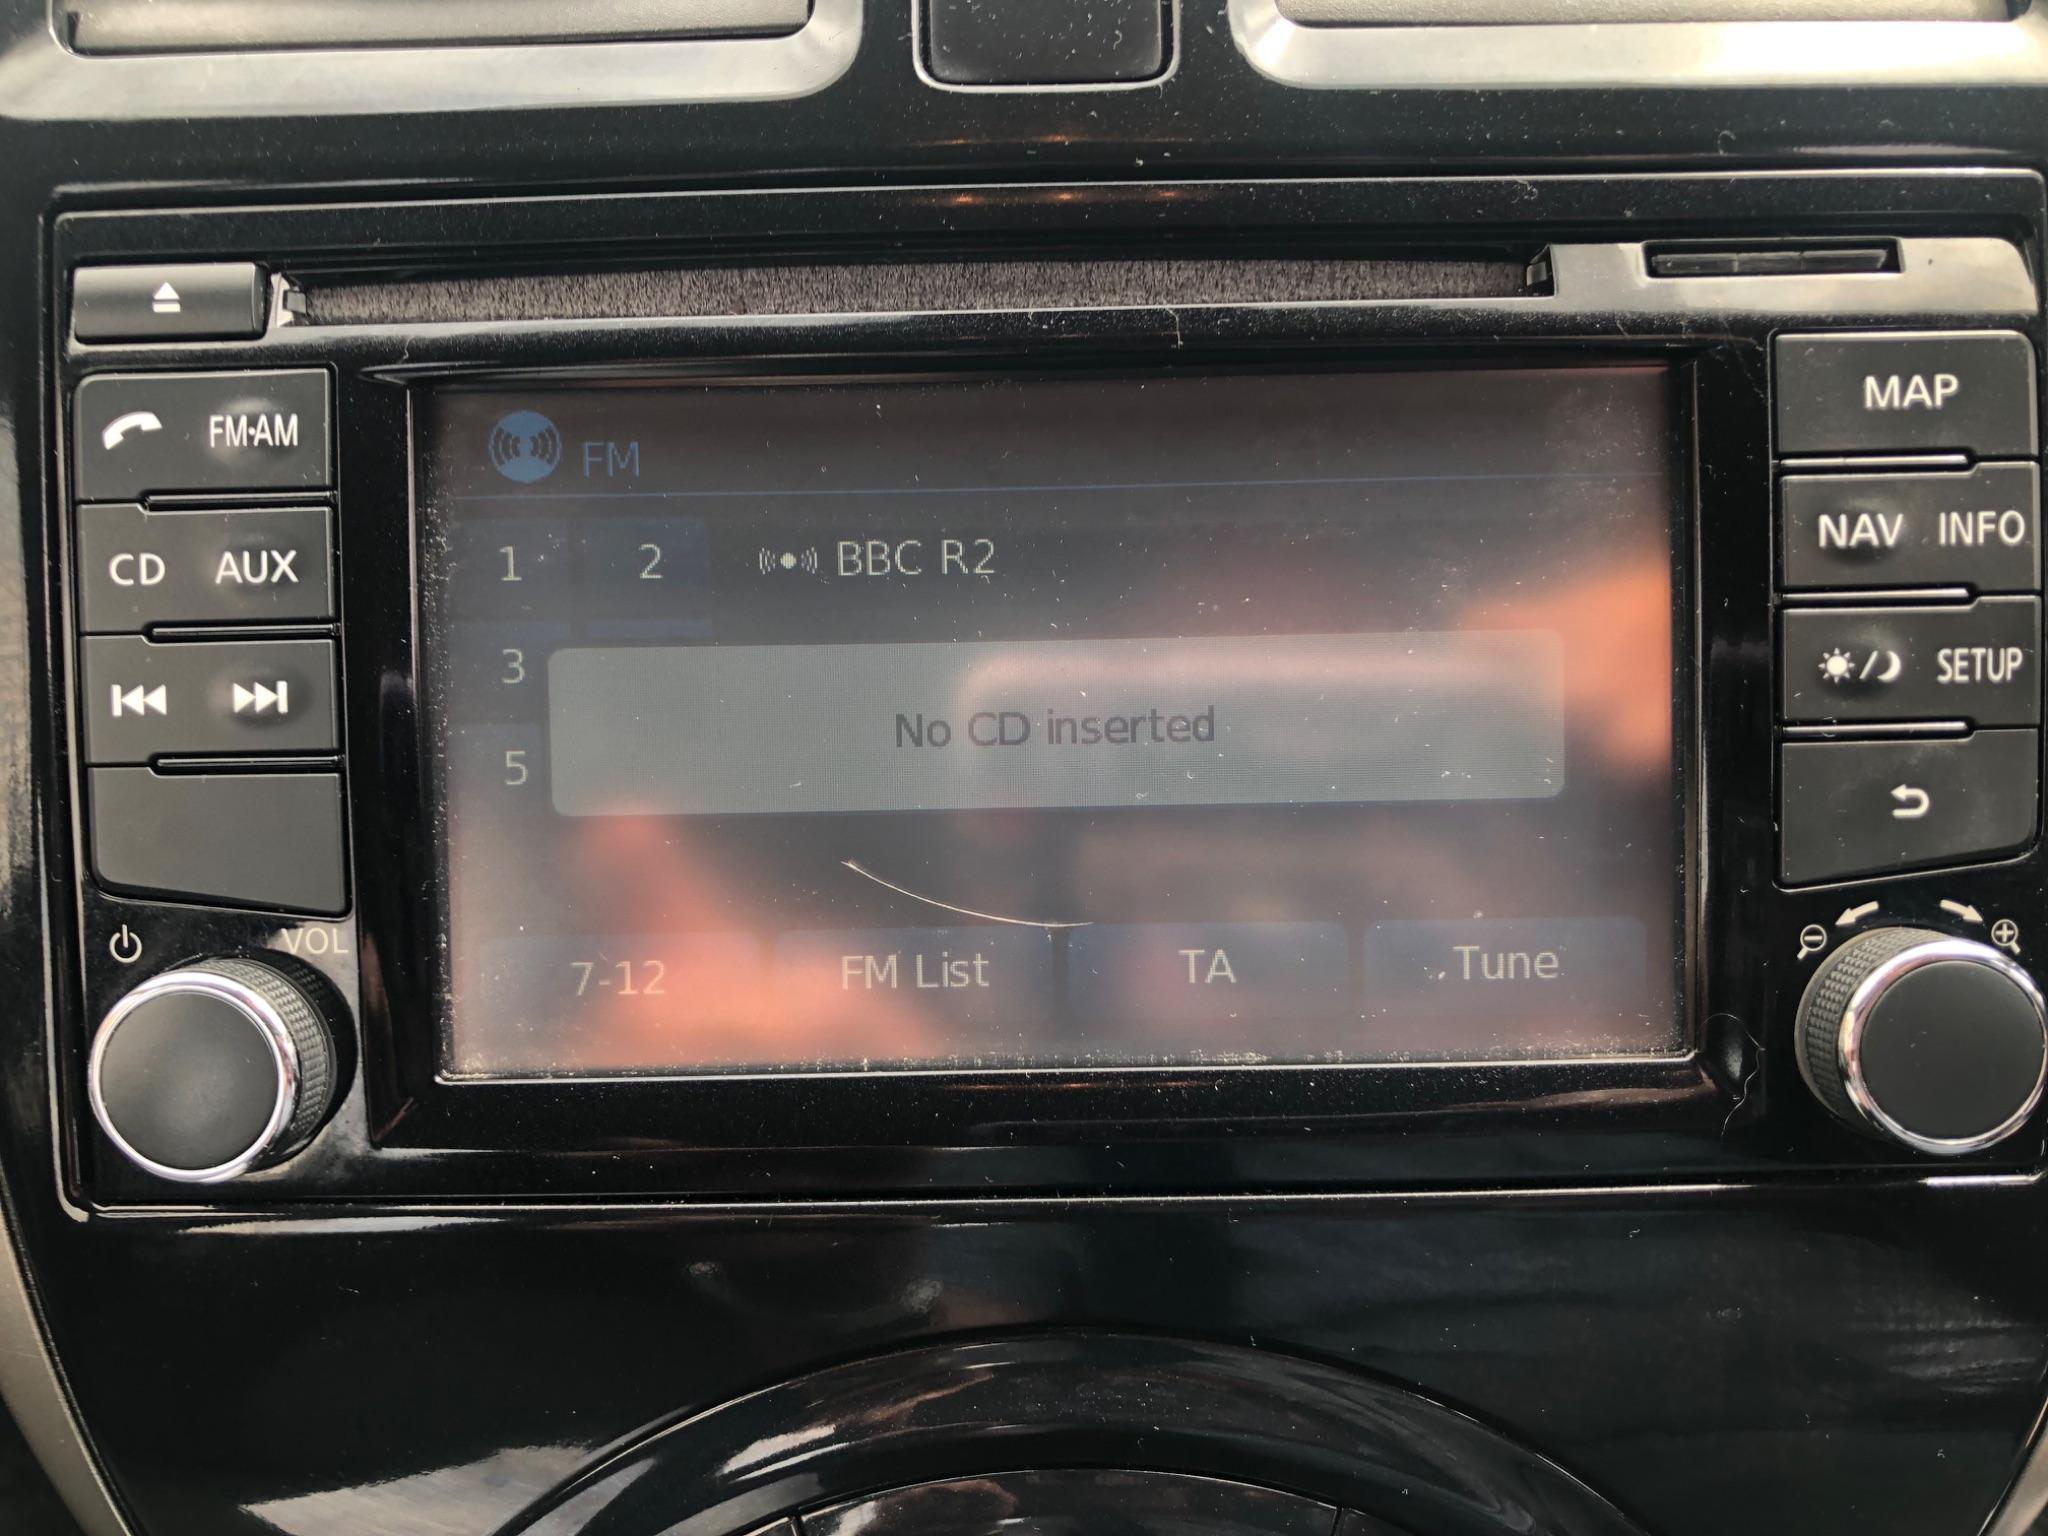 FM·AM
CD AUX
VOL
FM
1 2 BBC R2
3
No CD inserted
5
7-12 FM List TA Tune
MAP
NAV INFO
SETUP